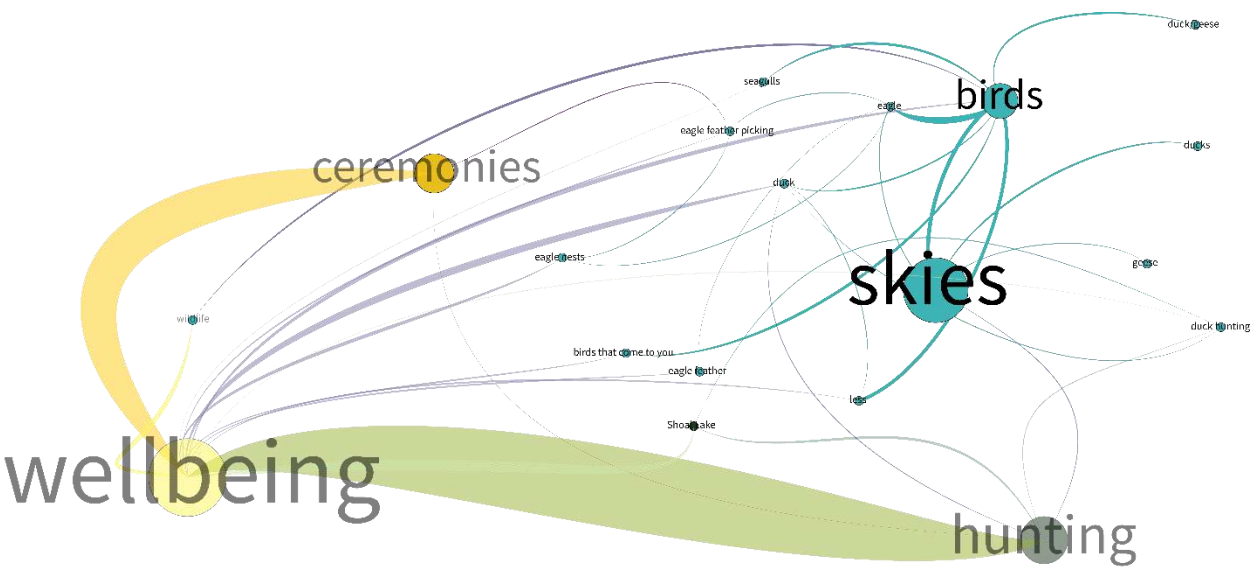 duck/geese
seagulls
birds
eagle
eagle feather picking
ducks
ceremonies
duck
eagle nests
geese
skies
wildlife
duck hunting
birds that come to you
eagle feather
less
Shoal Lake
wellbeing
hunting